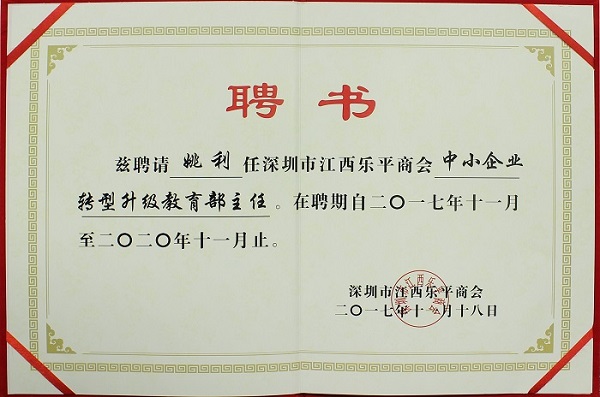 聘书
兹聘请 姚利 任深圳市江西乐平商会 中小企业
转型升级教育部主任 。在聘期自二〇一七年十一月
至二〇二〇年十一月止。
深圳市江西乐平商会
二〇一七年十一月十八日